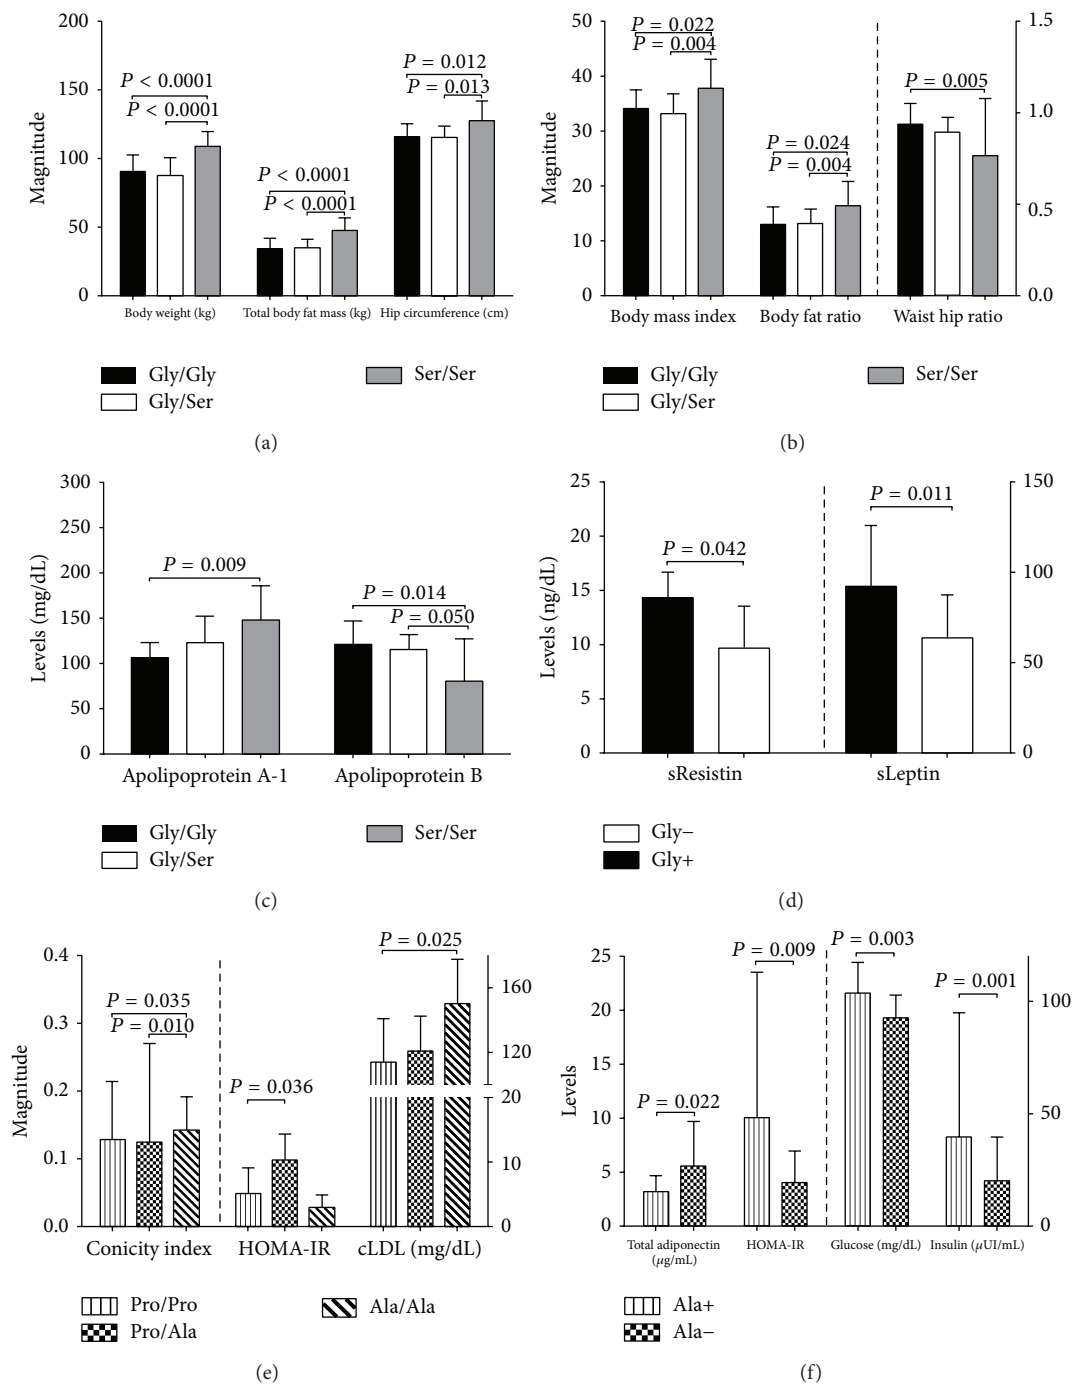 200
150
100
50
0
Magnitude
P < 0.0001
P < 0.0001
P < 0.0001
P < 0.0001
P = 0.012
P = 0.013
Body weight (kg)
Total body fat mass (kg)
Hip circumference (cm)
Gly/Gly
Gly/Ser
Ser/Ser
(a)
50
40
30
20
10
0
Magnitude
P = 0.022
P = 0.004
P = 0.024
P = 0.004
P = 0.005
1.5
1.0
0.5
0.0
Body mass index
Body fat ratio
Waist hip ratio
Gly/Gly
Gly/Ser
Ser/Ser
(b)
300
250
200
150
100
50
0
Levels (mg/dL)
P = 0.009
P = 0.014
P = 0.050
Apolipoprotein A-1
Apolipoprotein B
Gly/Gly
Gly/Ser
Ser/Ser
(c)
25
20
15
10
5
0
Levels (ng/dL)
P = 0.042
P = 0.011
150
100
50
0
sResistin
sLeptin
Gly−
Gly+
(d)
0.4
0.3
0.2
0.1
0.0
Magnitude
P = 0.035
P = 0.010
P = 0.036
P = 0.025
160
120
20
10
0
Conicity index
HOMA-IR
cLDL (mg/dL)
Pro/Pro
Pro/Ala
Ala/Ala
(e)
25
20
15
10
5
0
Levels
P = 0.022
P = 0.009
P = 0.003
P = 0.001
100
50
0
Total adiponectin
(μg/mL)
HOMA-IR
Glucose (mg/dL)
Insulin (μUI/mL)
Ala+
Ala−
(f)